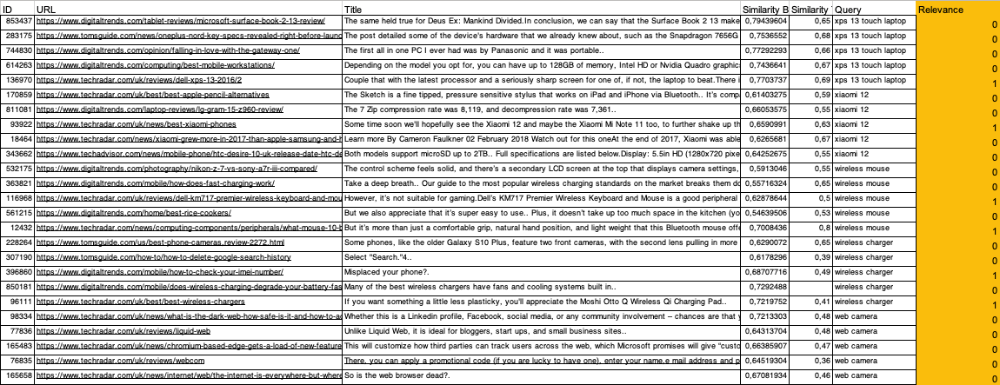 ID URL Title Similarity B Similarity Query Relevance
853437 https://www.digitaltrends.com/tablet-reviews/microsoft-surface-book-2-13-review/ The same held true for Deus Ex: Mankind Divided.In conclusion, we can say that the Surface Book 2 13 make 0,79439604 0,65 xps 13 touch laptop 0
283175 https://www.tomsguide.com/news/oneplus-nord-key-specs-revealed-right-before-laun The post detailed some of the device's hardware that we already knew about, such as the Snapdragon 7656G 0,7536552 0,68 xps 13 touch laptop 0
744830 https://www.digitaltrends.com/opinion/falling-in-love-with-the-gateway-one/ The first all in one PC I ever had was by Panasonic and it was portable.. 0,77292293 0,66 xps 13 touch laptop 0
614263 https://www.digitaltrends.com/computing/best-mobile-workstations/ Depending on the model you opt for, you can have up to 128GB of memory, Intel HD or Nvidia Quadro graphic 0,7436641 0,67 xps 13 touch laptop 0
136970 https://www.techradar.com/reviews/dell-xps-13-2016/2 Couple that with the latest processor and a seriously sharp screen for one of, if not, the laptop to beat.There i 0,7703737 0,69 xps 13 touch laptop 1
170859 https://www.techradar.com/uk/best/best-apple-pencil-alternatives The Sketch is a fine tipped, pressure sensitive stylus that works on iPad and iPhone via Bluetooth.. It's comp 0,61403275 0,59 xiaomi 12 0
811081 https://www.digitaltrends.com/laptop-reviews/lg-gram-15-z960-review/ The 7 Zip compression rate was 8,119, and decompression rate was 7,361.. 0,66053575 0,55 xiaomi 12 0
93922 https://www.techradar.com/uk/news/best-xiaomi-phones Some time soon we'll hopefully see the Xiaomi 12 and maybe the Xiaomi Mi Note 11 too, to further shake up th 0,6590991 0,63 xiaomi 12 1
18464 https://www.techradar.com/news/xiaomi-grew-more-in-2017-than-apple-samsung-and-h Learn more By Cameron Faulkner 02 February 2018 Watch out for this oneAt the end of 2017, Xiaomi was able 0,6265681 0,67 xiaomi 12 0
343662 https://www.techadvisor.com/news/mobile-phone/htc-desire-10-uk-release-date-htc-de Both models support microSD up to 2TB.. Full specifications are listed below.Display: 5.5in HD (1280x720 pixe 0,64252675 0,55 xiaomi 12 0
532175 https://www.digitaltrends.com/photography/nikon-z-7-vs-sony-a7r-iii-compared/ The control scheme feels solid, and there's a secondary LCD screen at the top that displays camera settings, 0,5913046 0,55 wireless mouse 0
363821 https://www.digitaltrends.com/mobile/how-does-fast-charging-work/ Take a deep breath.. Our guide to the most popular wireless charging standards on the market breaks them do 0,55716324 0,65 wireless mouse 0
116968 https://www.techradar.com/uk/reviews/dell-km717-premier-wireless-keyboard-and-mou However, it's not suitable for gaming.Dell's KM717 Premier Wireless Keyboard and Mouse is a good peripheral 0,62878644 0,5 wireless mouse 1
561215 https://www.digitaltrends.com/home/best-rice-cookers/ But we also appreciate that it's super easy to use.. Plus, it doesn't take up too much space in the kitchen (yo 0,54639506 0,53 wireless mouse 0
12432 https://www.techradar.com/news/computing-components/peripherals/what-mouse-10-b But it's more than just a comfortable grip, natural hand position, and light weight that this Bluetooth mouse offe 0,7008436 0,8 wireless mouse 1
228264 https://www.tomsguide.com/us/best-phone-cameras,review-2272.html Some phones, like the older Galaxy S10 Plus, feature two front cameras, with the second lens pulling in more 0,6290072 0,65 wireless charger 0
307190 https://www.tomsguide.com/how-to/how-to-delete-google-search-history Select "Search."4.. 0,6178296 0,39 wireless charger 0
396860 https://www.digitaltrends.com/mobile/how-to-check-your-imei-number/ Misplaced your phone?. 0,68707716 0,49 wireless charger 1
850181 https://www.digitaltrends.com/mobile/does-wireless-charging-degrade-your-battery-fas Many of the best wireless chargers have fans and cooling systems built in.. 0,7292488 wireless charger 0
96111 https://www.techradar.com/uk/best/best-wireless-chargers If you want something a little less plasticky, you'll appreciate the Moshi Otto Q Wireless Qi Charging Pad.. 0,7219752 0,41 wireless charger 1
98334 https://www.techradar.com/uk/news/what-is-the-dark-web-how-safe-is-it-and-how-to-ac Whether this is a Linkedin profile, Facebook, social media, or any community involvement – chances are that y 0,7213303 0,48 web camera 0
77836 https://www.techradar.com/uk/reviews/liquid-web Unlike Liquid Web, it is ideal for bloggers, start ups, and small business sites.. 0,64313704 0,48 web camera 0
165483 https://www.techradar.com/uk/news/chromium-based-edge-gets-a-load-of-new-feature This will customize how third parties can track users across the web, which Microsoft promises will give "custo 0,66385907 0,47 web camera 0
76835 https://www.techradar.com/uk/reviews/webcom There, you can apply a promotional code (if you are lucky to have one), enter your name,e mail address and p 0,64519304 0,36 web camera 0
165658 https://www.techradar.com/uk/news/internet/web/the-internet-is-everywhere-but-where So is the web browser dead?. 0,67081934 0,46 web camera 0